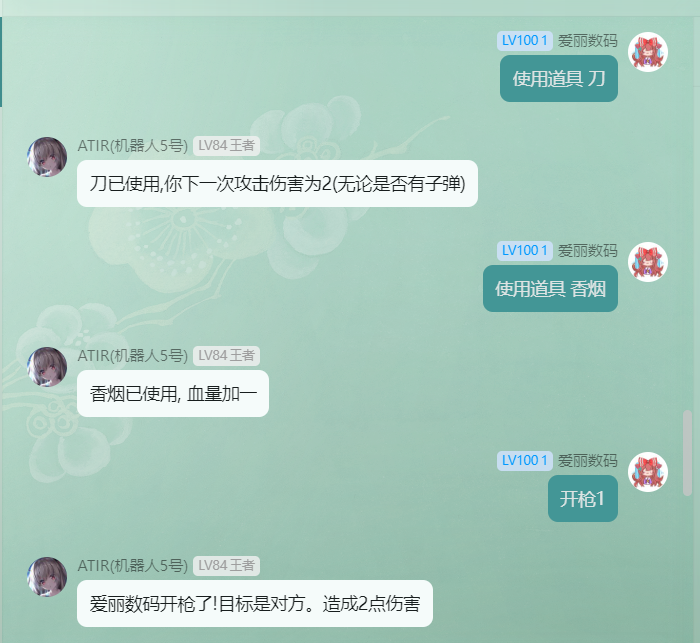 LV100 1 爱丽数码
使用道具 刀
ATIR(机器人5号) LV84 王者
刀已使用,你下一次攻击伤害为2(无论是否有子弹)
LV100 1 爱丽数码
使用道具 香烟
ATIR(机器人5号) LV84 王者
香烟已使用, 血量加一
LV100 1 爱丽数码
开枪1
ATIR(机器人5号) LV84 王者
爱丽数码开枪了!目标是对方。造成2点伤害